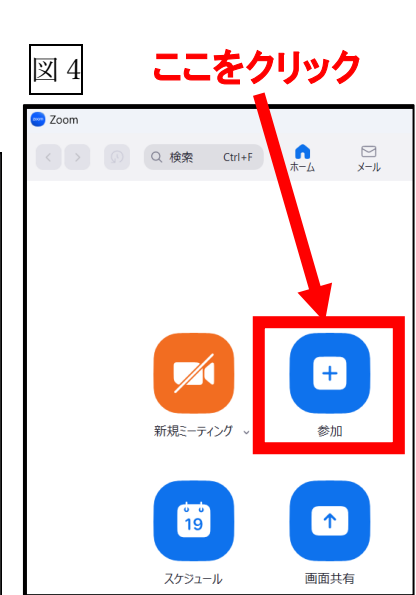 図 4
ここをクリック
zoom Zoom
検索 Ctrl+F
ホーム
メール
新規ミーティング
参加
19
スケジュール
画面共有